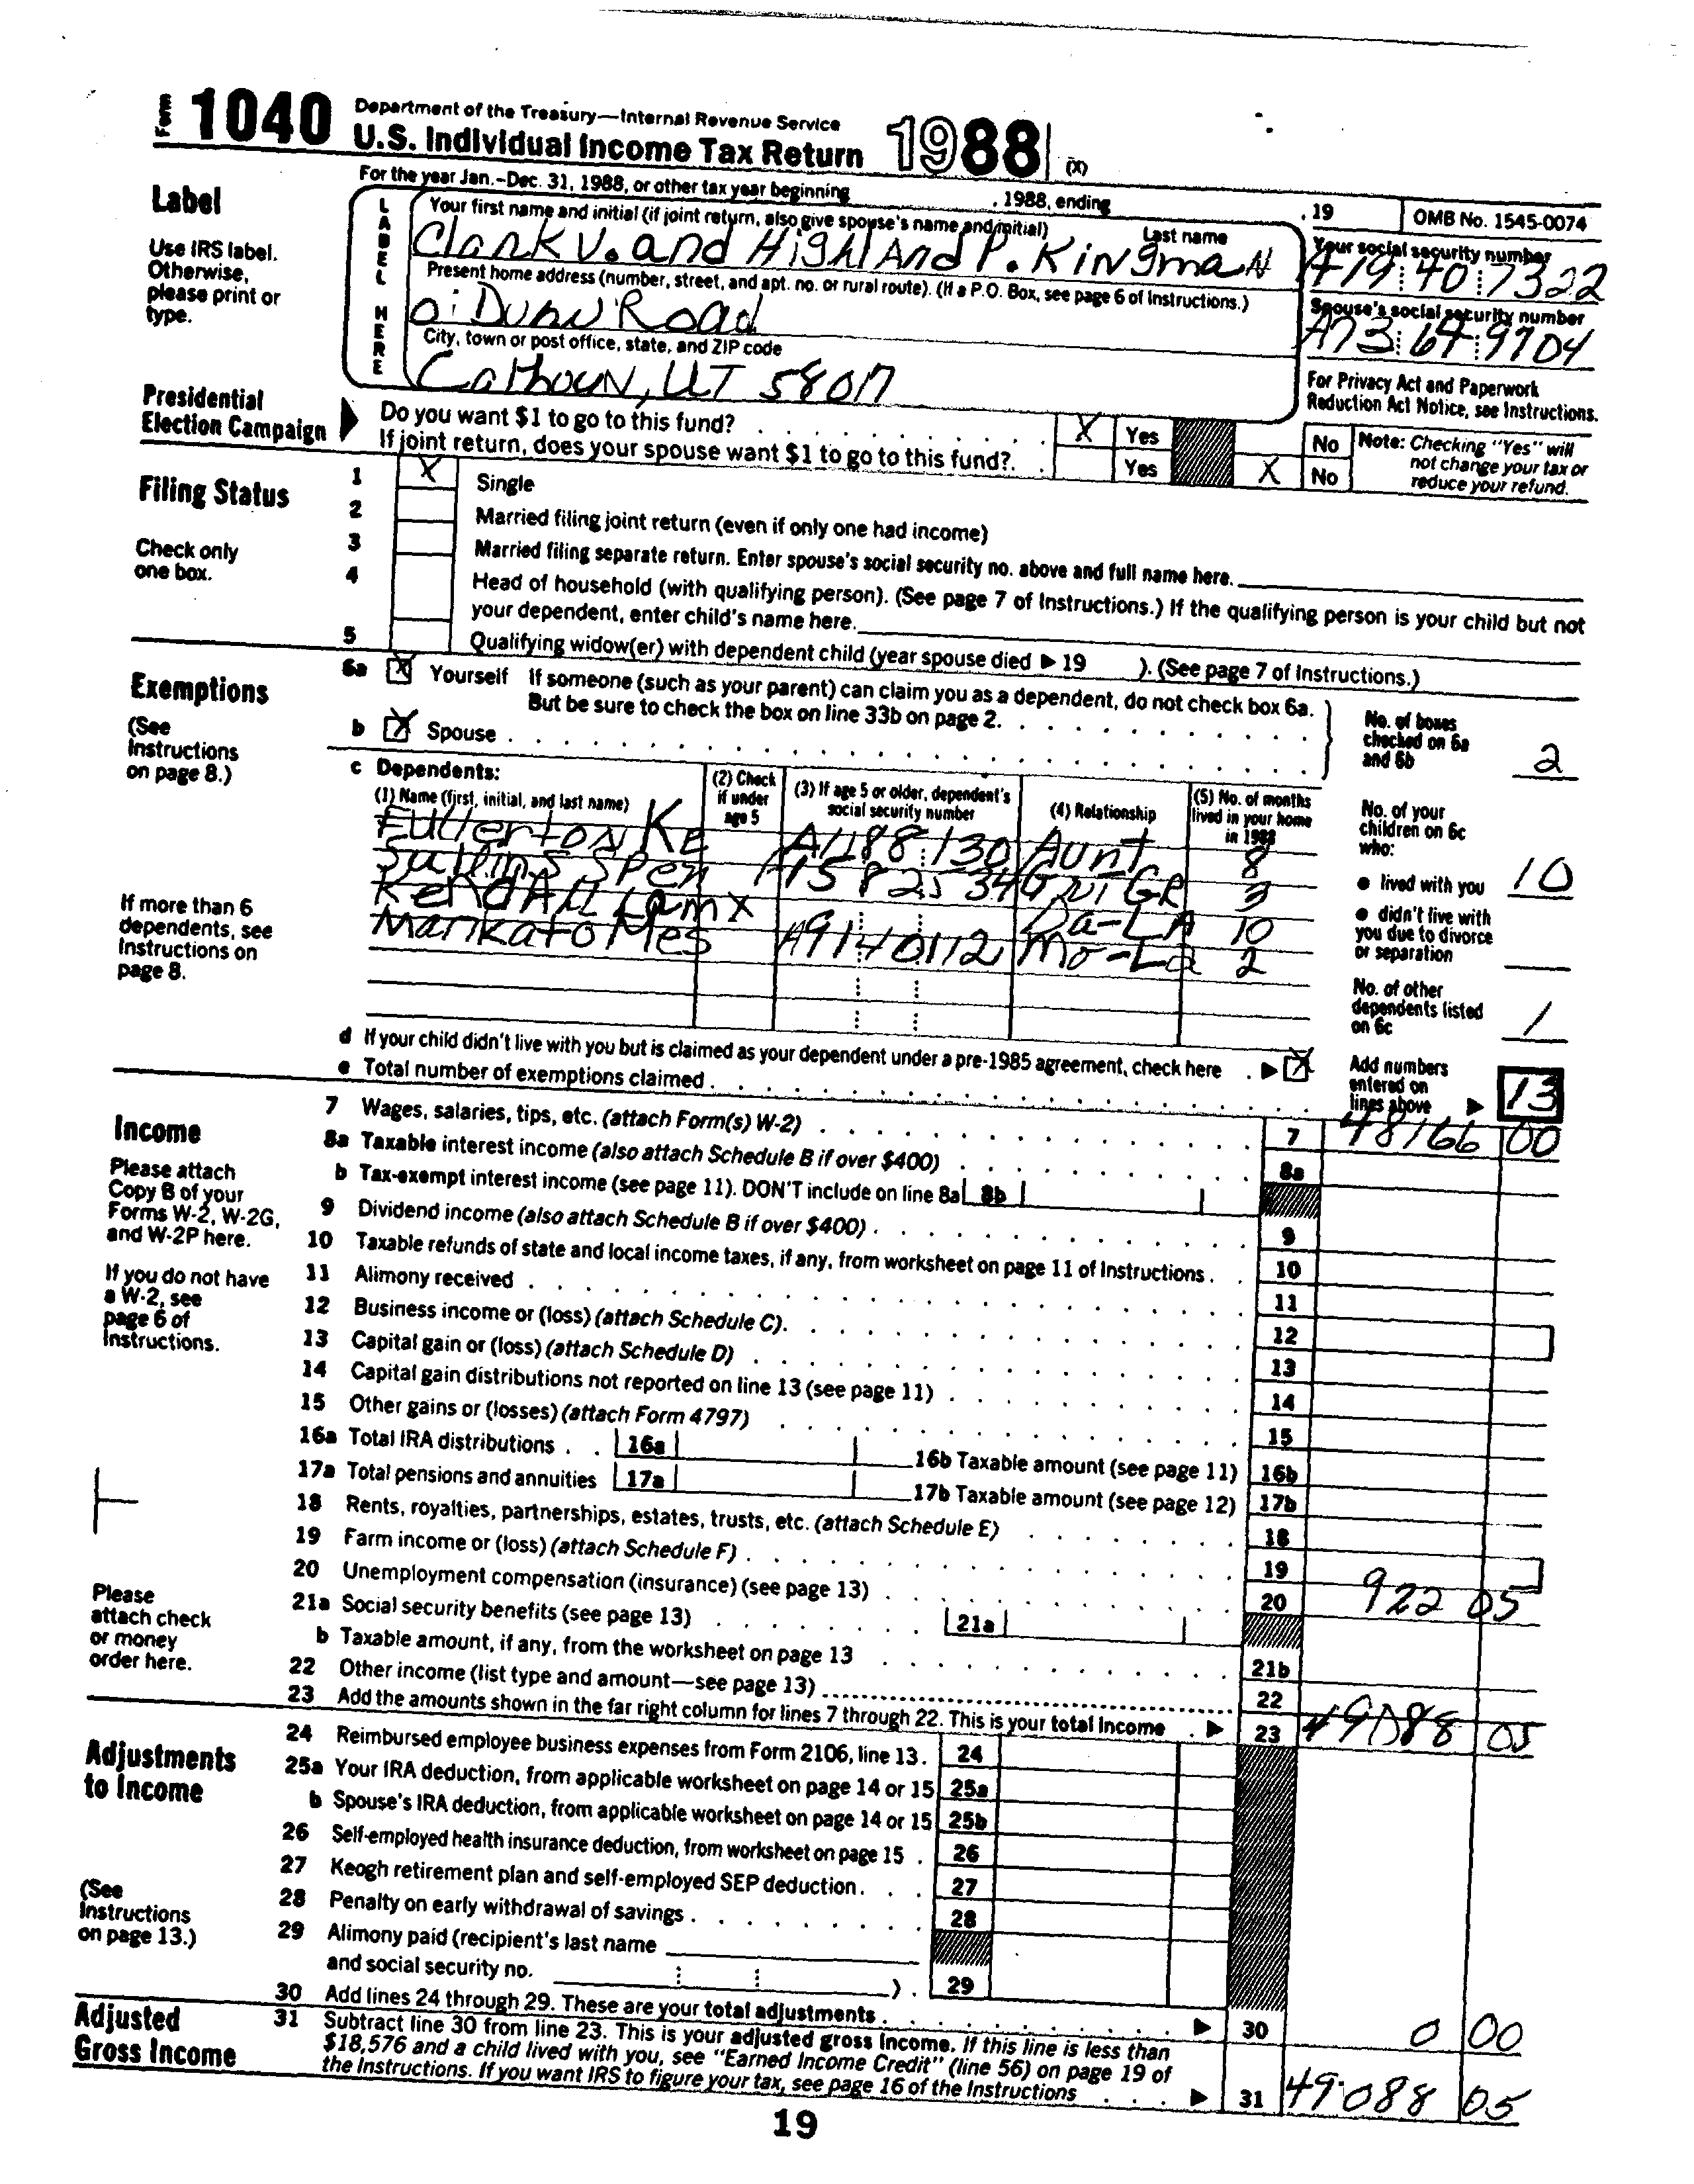 Form 1040 Department of the Treasury—Internal Revenue Service
U.S. Individual Income Tax Return 1988 (X)
For the year Jan.-Dec. 31, 1988, or other tax year beginning , 1988, ending , 19 OMB No. 1545-0074
Label
Use IRS label. Otherwise, please print or type.
LABEL HERE
Your first name and initial (if joint return, also give spouse's name and initial) Last name
Clark V. and Highland P. Kingman
Your social security number
A19 40 7322
Present home address (number, street, and apt. no. or rural route). (If a P.O. Box, see page 6 of Instructions.)
Dunn Road
Spouse's social security number
A73 64 9704
City, town or post office, state, and ZIP code
Calhoun, UT 58017
For Privacy Act and Paperwork Reduction Act Notice, see Instructions.
Presidential Election Campaign
Do you want $1 to go to this fund? X Yes No
If joint return, does your spouse want $1 to go to this fund? Yes X No
Note: Checking "Yes" will not change your tax or reduce your refund.
Filing Status
Check only one box.
1 X Single
2 Married filing joint return (even if only one had income)
3 Married filing separate return. Enter spouse's social security no. above and full name here.
4 Head of household (with qualifying person). (See page 7 of Instructions.) If the qualifying person is your child but not
your dependent, enter child's name here.
5 Qualifying widow(er) with dependent child (year spouse died ▶ 19 ). (See page 7 of Instructions.)
Exemptions
(See Instructions on page 8.)
6a X Yourself If someone (such as your parent) can claim you as a dependent, do not check box 6a.
But be sure to check the box on line 33b on page 2.
b X Spouse
No. of boxes checked on 6a and 6b 2
c Dependents:
(1) Name (first, initial, and last name) (2) Check if under age 5 (3) If age 5 or older, dependent's social security number (4) Relationship (5) No. of months lived in your home in 1988
Fullerton Ke Aunt 8
Sullins Spen 3
Kendall Lam X Da-LA 10
Mankato Mes A91 40 112 Mo-La 2
If more than 6 dependents, see Instructions on page 8.
No. of your children on 6c who:
● lived with you 10
● didn't live with you due to divorce or separation
No. of other dependents listed on 6c 1
d If your child didn't live with you but is claimed as your dependent under a pre-1985 agreement, check here ▶ X
e Total number of exemptions claimed
Add numbers entered on lines above ▶ 13
Income
Please attach Copy B of your Forms W-2, W-2G, and W-2P here.
If you do not have a W-2, see page 6 of Instructions.
Please attach check or money order here.
7 Wages, salaries, tips, etc. (attach Form(s) W-2) 7 48166 00
8a Taxable interest income (also attach Schedule B if over $400) 8a
b Tax-exempt interest income (see page 11). DON'T include on line 8a 8b
9 Dividend income (also attach Schedule B if over $400) 9
10 Taxable refunds of state and local income taxes, if any, from worksheet on page 11 of Instructions 10
11 Alimony received 11
12 Business income or (loss) (attach Schedule C) 12
13 Capital gain or (loss) (attach Schedule D) 13
14 Capital gain distributions not reported on line 13 (see page 11) 14
15 Other gains or (losses) (attach Form 4797) 15
16a Total IRA distributions 16a 16b Taxable amount (see page 11) 16b
17a Total pensions and annuities 17a 17b Taxable amount (see page 12) 17b
18 Rents, royalties, partnerships, estates, trusts, etc. (attach Schedule E) 18
19 Farm income or (loss) (attach Schedule F) 19
20 Unemployment compensation (insurance) (see page 13) 20 922 05
21a Social security benefits (see page 13) 21a
b Taxable amount, if any, from the worksheet on page 13 21b
22 Other income (list type and amount—see page 13) 22
23 Add the amounts shown in the far right column for lines 7 through 22. This is your total income ▶ 23 49088 05
Adjustments to Income
(See Instructions on page 13.)
24 Reimbursed employee business expenses from Form 2106, line 13. 24
25a Your IRA deduction, from applicable worksheet on page 14 or 15 25a
b Spouse's IRA deduction, from applicable worksheet on page 14 or 15 25b
26 Self-employed health insurance deduction, from worksheet on page 15 26
27 Keogh retirement plan and self-employed SEP deduction 27
28 Penalty on early withdrawal of savings 28
29 Alimony paid (recipient's last name
and social security no. ) 29
30 Add lines 24 through 29. These are your total adjustments ▶ 30 0 00
Adjusted Gross Income
31 Subtract line 30 from line 23. This is your adjusted gross income. If this line is less than
$18,576 and a child lived with you, see "Earned Income Credit" (line 56) on page 19 of
the Instructions. If you want IRS to figure your tax, see page 16 of the Instructions ▶ 31 49088 05
19